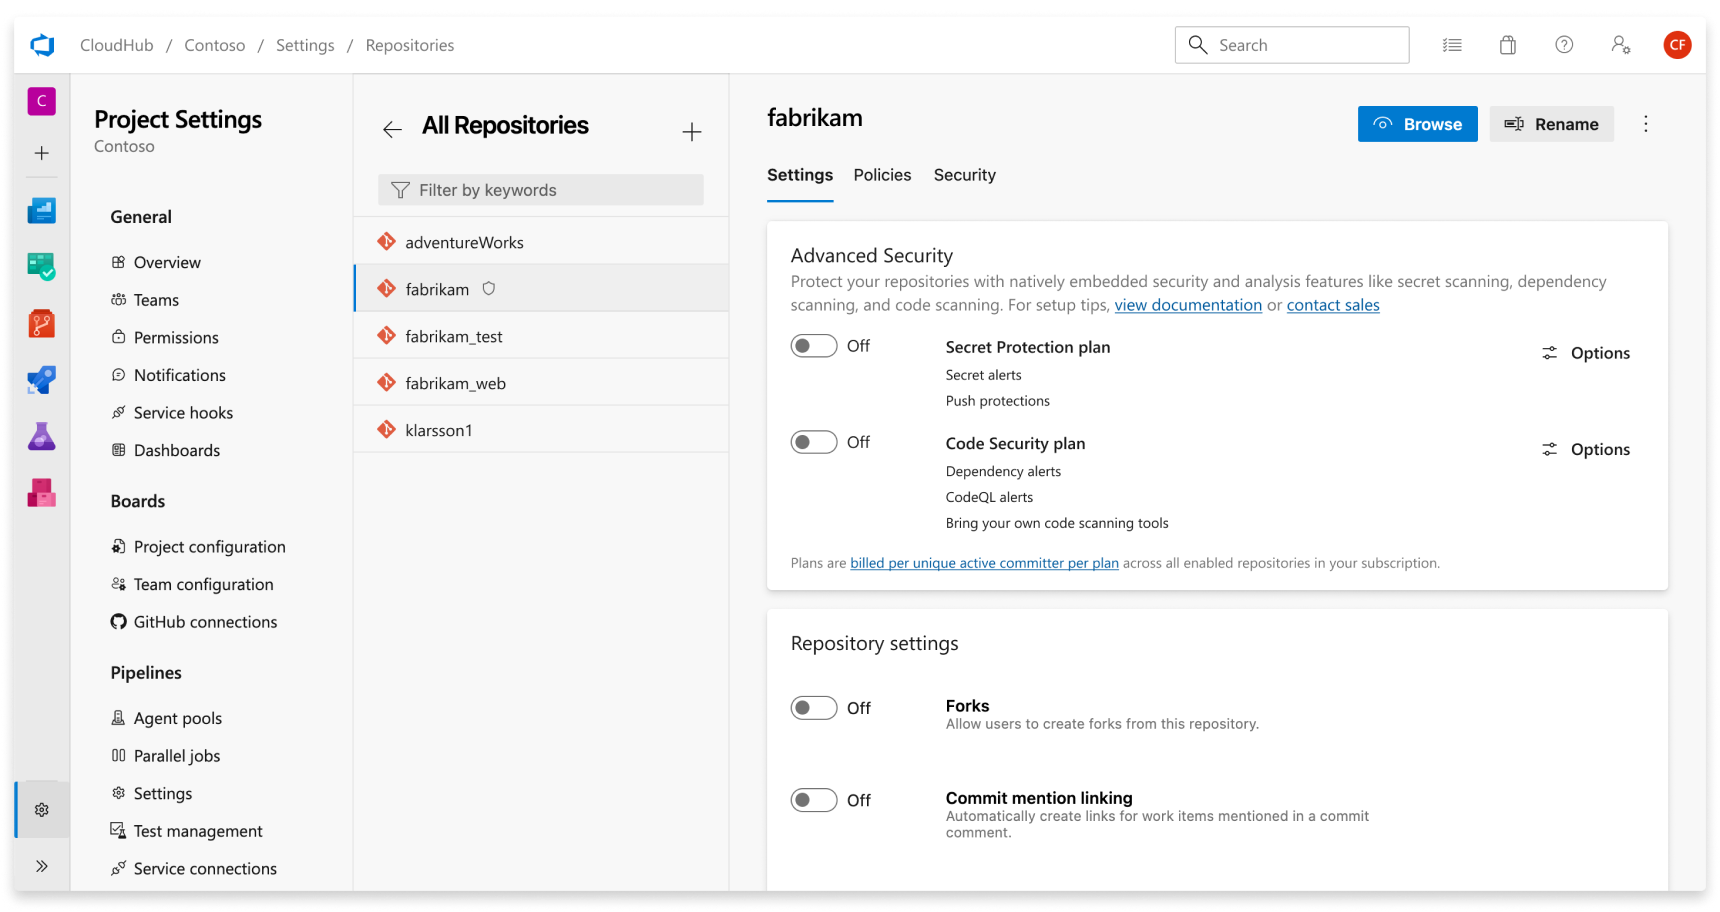 CloudHub / Contoso / Settings / Repositories
Search
CF
C
Project Settings
Contoso
General
Overview
Teams
Permissions
Notifications
Service hooks
Dashboards
Boards
Project configuration
Team configuration
GitHub connections
Pipelines
Agent pools
Parallel jobs
Settings
Test management
Service connections
All Repositories
Filter by keywords
adventureWorks
fabrikam
fabrikam_test
fabrikam_web
klarsson1
fabrikam
Browse
Rename
Settings Policies Security
Advanced Security
Protect your repositories with natively embedded security and analysis features like secret scanning, dependency
scanning, and code scanning. For setup tips, view documentation or contact sales
Off
Secret Protection plan
Options
Secret alerts
Push protections
Off
Code Security plan
Options
Dependency alerts
CodeQL alerts
Bring your own code scanning tools
Plans are billed per unique active committer per plan across all enabled repositories in your subscription.
Repository settings
Off
Forks
Allow users to create forks from this repository.
Off
Commit mention linking
Automatically create links for work items mentioned in a commit
comment.